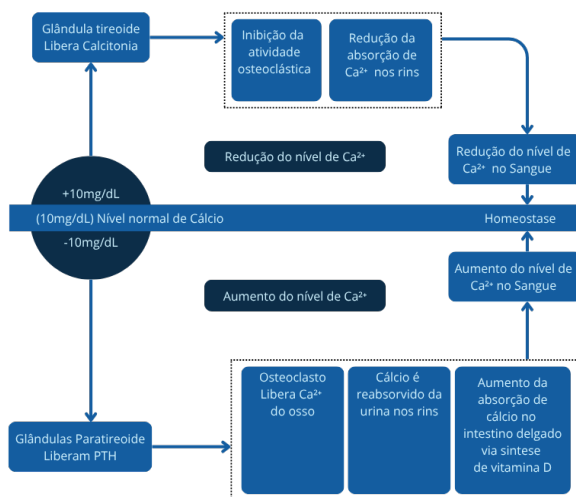 Glândula tireoide
Libera Calcitonia
Inibição da
atividade
osteoclástica
Redução da
absorção de
Ca²⁺ nos rins
Redução do nível de Ca²⁺
Redução do nível de
Ca²⁺ no Sangue
+10mg/dL
(10mg/dL) Nível normal de Cálcio
Homeostase
-10mg/dL
Aumento do nível de
Ca²⁺ no Sangue
Aumento do nível de Ca²⁺
Glândulas Paratireoide
Liberam PTH
Osteoclasto
Libera Ca²⁺
do osso
Cálcio é
reabsorvido da
urina nos rins
Aumento da
absorção de
cálcio no
intestino delgado
via sintese
de vitamina D